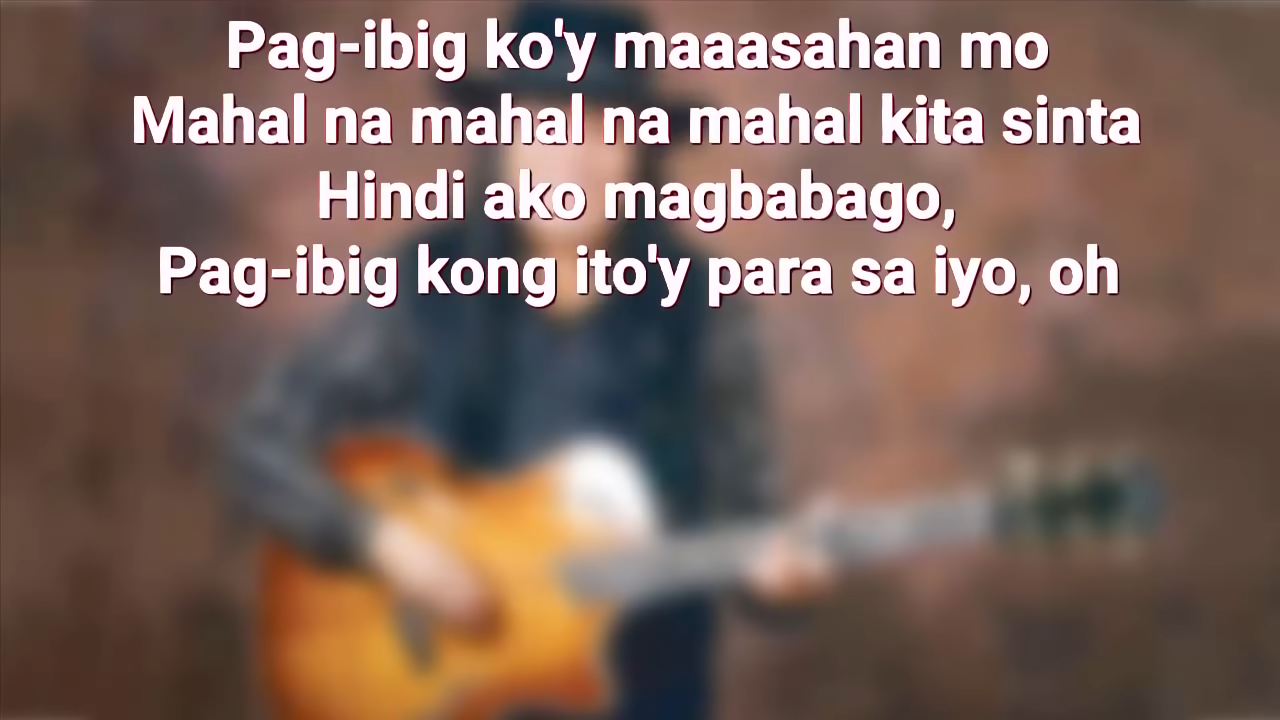 Pag-ibig ko'y maaasahan mo
Mahal na mahal na mahal kita sinta
Hindi ako magbabago,
Pag-ibig kong ito'y para sa iyo, oh